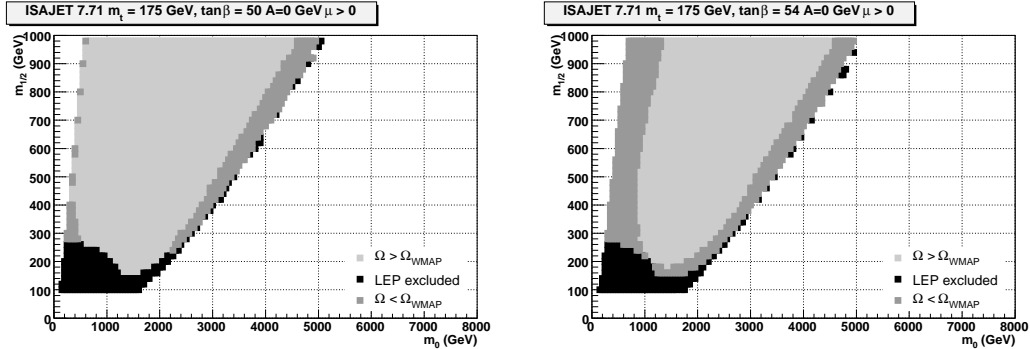 ISAJET 7.71 m_t = 175 GeV, tanβ = 50 A=0 GeV μ > 0
m_1/2 (GeV)
1000
900
800
700
600
500
400
300
200
100
0
Ω > Ω_WMAP
LEP excluded
Ω < Ω_WMAP
0 1000 2000 3000 4000 5000 6000 7000 8000
m_0 (GeV)
ISAJET 7.71 m_t = 175 GeV, tanβ = 54 A=0 GeV μ > 0
m_1/2 (GeV)
1000
900
800
700
600
500
400
300
200
100
0
Ω > Ω_WMAP
LEP excluded
Ω < Ω_WMAP
0 1000 2000 3000 4000 5000 6000 7000 8000
m_0 (GeV)